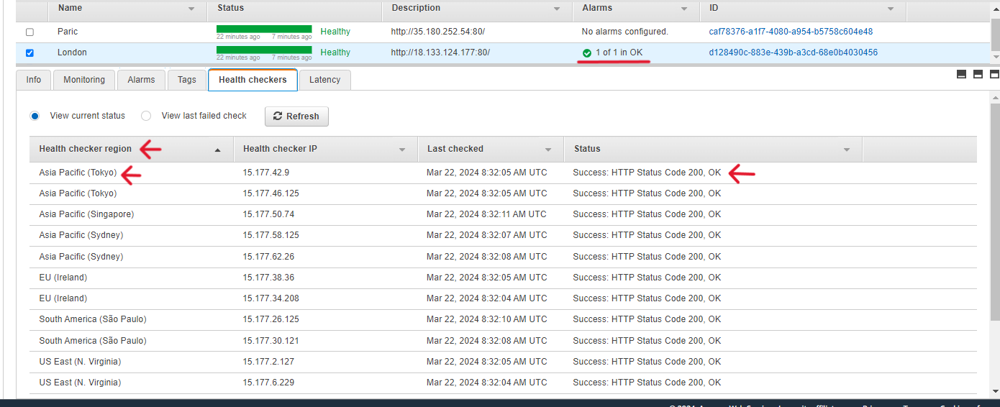 Name Status Description Alarms ID
Paric 22 minutes ago 7 minutes ago Healthy http://35.180.252.54:80/ No alarms configured. caf78376-a1f7-4080-a954-b5758c604e48
London 22 minutes ago 7 minutes ago Healthy http://18.133.124.177:80/ 1 of 1 in OK d128490c-883e-439b-a3cd-68e0b4030456
Info Monitoring Alarms Tags Health checkers Latency
View current status View last failed check Refresh
Health checker region Health checker IP Last checked Status
Asia Pacific (Tokyo) 15.177.42.9 Mar 22, 2024 8:32:05 AM UTC Success: HTTP Status Code 200, OK
Asia Pacific (Tokyo) 15.177.46.125 Mar 22, 2024 8:32:05 AM UTC Success: HTTP Status Code 200, OK
Asia Pacific (Singapore) 15.177.50.74 Mar 22, 2024 8:32:11 AM UTC Success: HTTP Status Code 200, OK
Asia Pacific (Sydney) 15.177.58.125 Mar 22, 2024 8:32:07 AM UTC Success: HTTP Status Code 200, OK
Asia Pacific (Sydney) 15.177.62.26 Mar 22, 2024 8:32:08 AM UTC Success: HTTP Status Code 200, OK
EU (Ireland) 15.177.38.36 Mar 22, 2024 8:32:05 AM UTC Success: HTTP Status Code 200, OK
EU (Ireland) 15.177.34.208 Mar 22, 2024 8:32:04 AM UTC Success: HTTP Status Code 200, OK
South America (São Paulo) 15.177.26.125 Mar 22, 2024 8:32:10 AM UTC Success: HTTP Status Code 200, OK
South America (São Paulo) 15.177.30.121 Mar 22, 2024 8:32:08 AM UTC Success: HTTP Status Code 200, OK
US East (N. Virginia) 15.177.2.127 Mar 22, 2024 8:32:05 AM UTC Success: HTTP Status Code 200, OK
US East (N. Virginia) 15.177.6.229 Mar 22, 2024 8:32:04 AM UTC Success: HTTP Status Code 200, OK